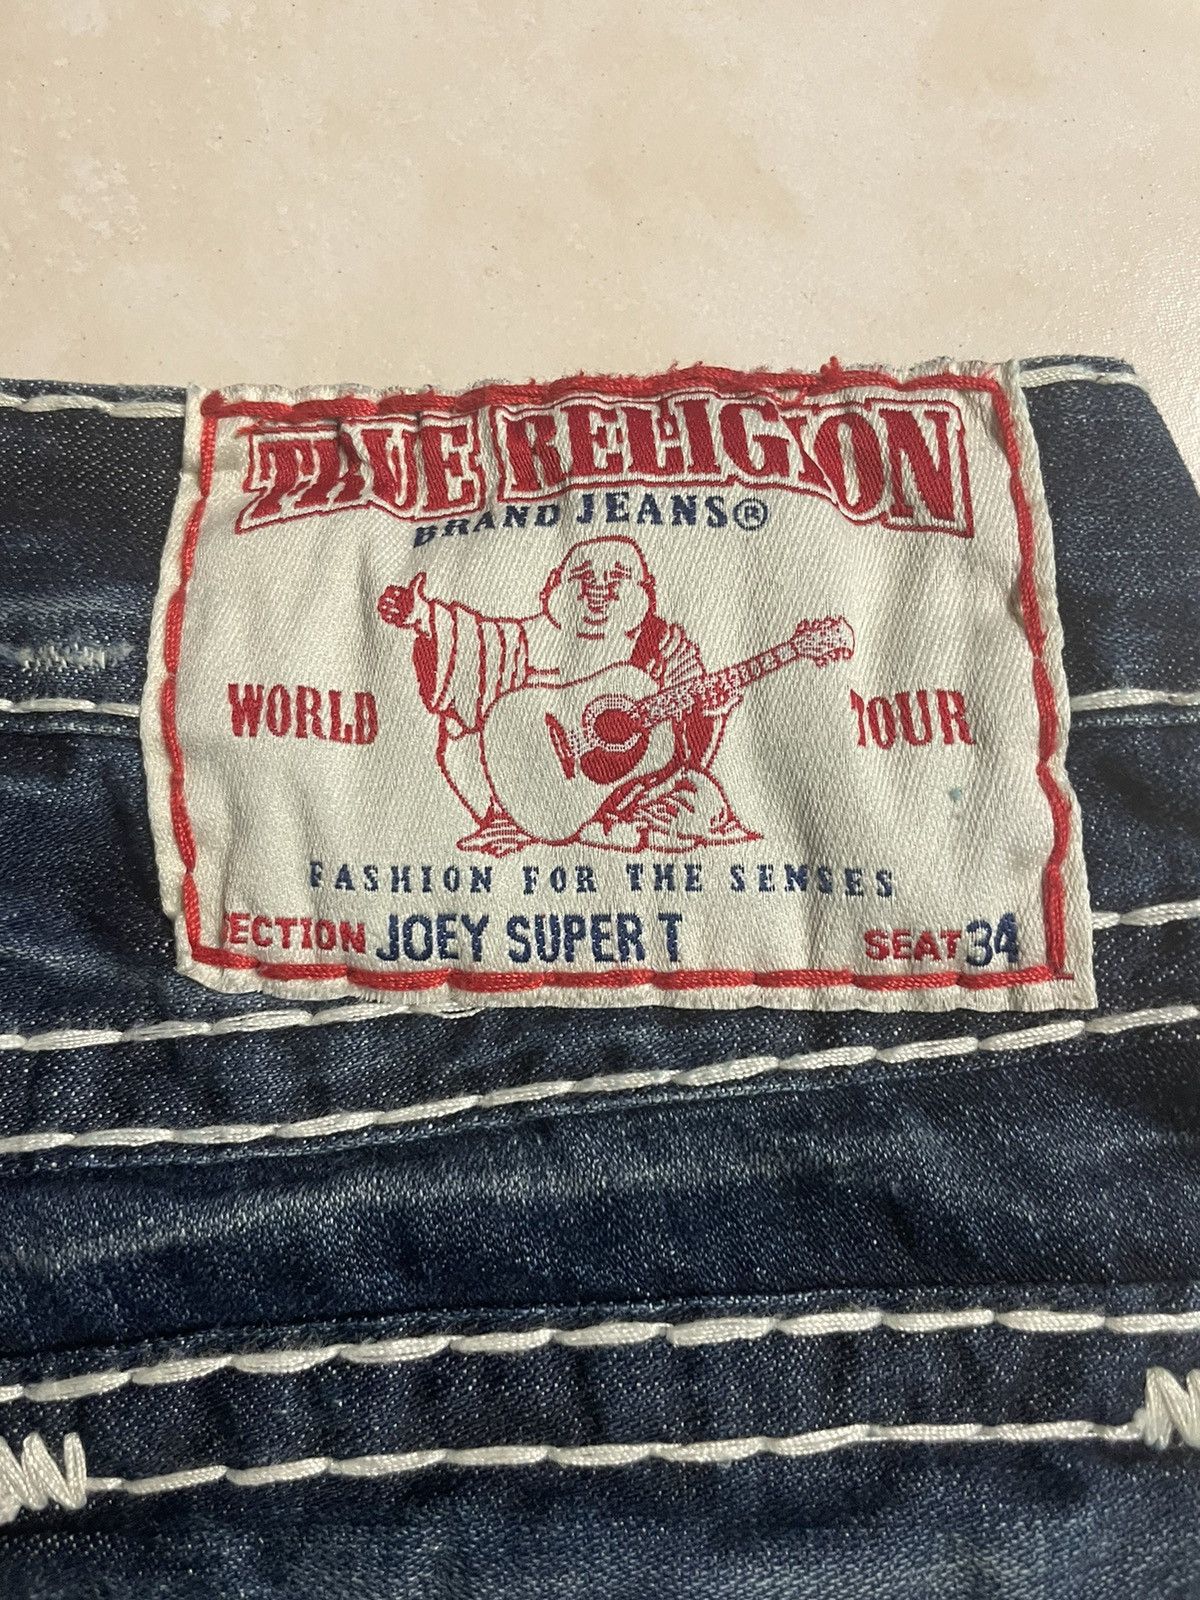 TRUE RELIGION
BRAND JEANS®
WORLD TOUR
FASHION FOR THE SENSES
ECTION JOEY SUPER T SEAT 34